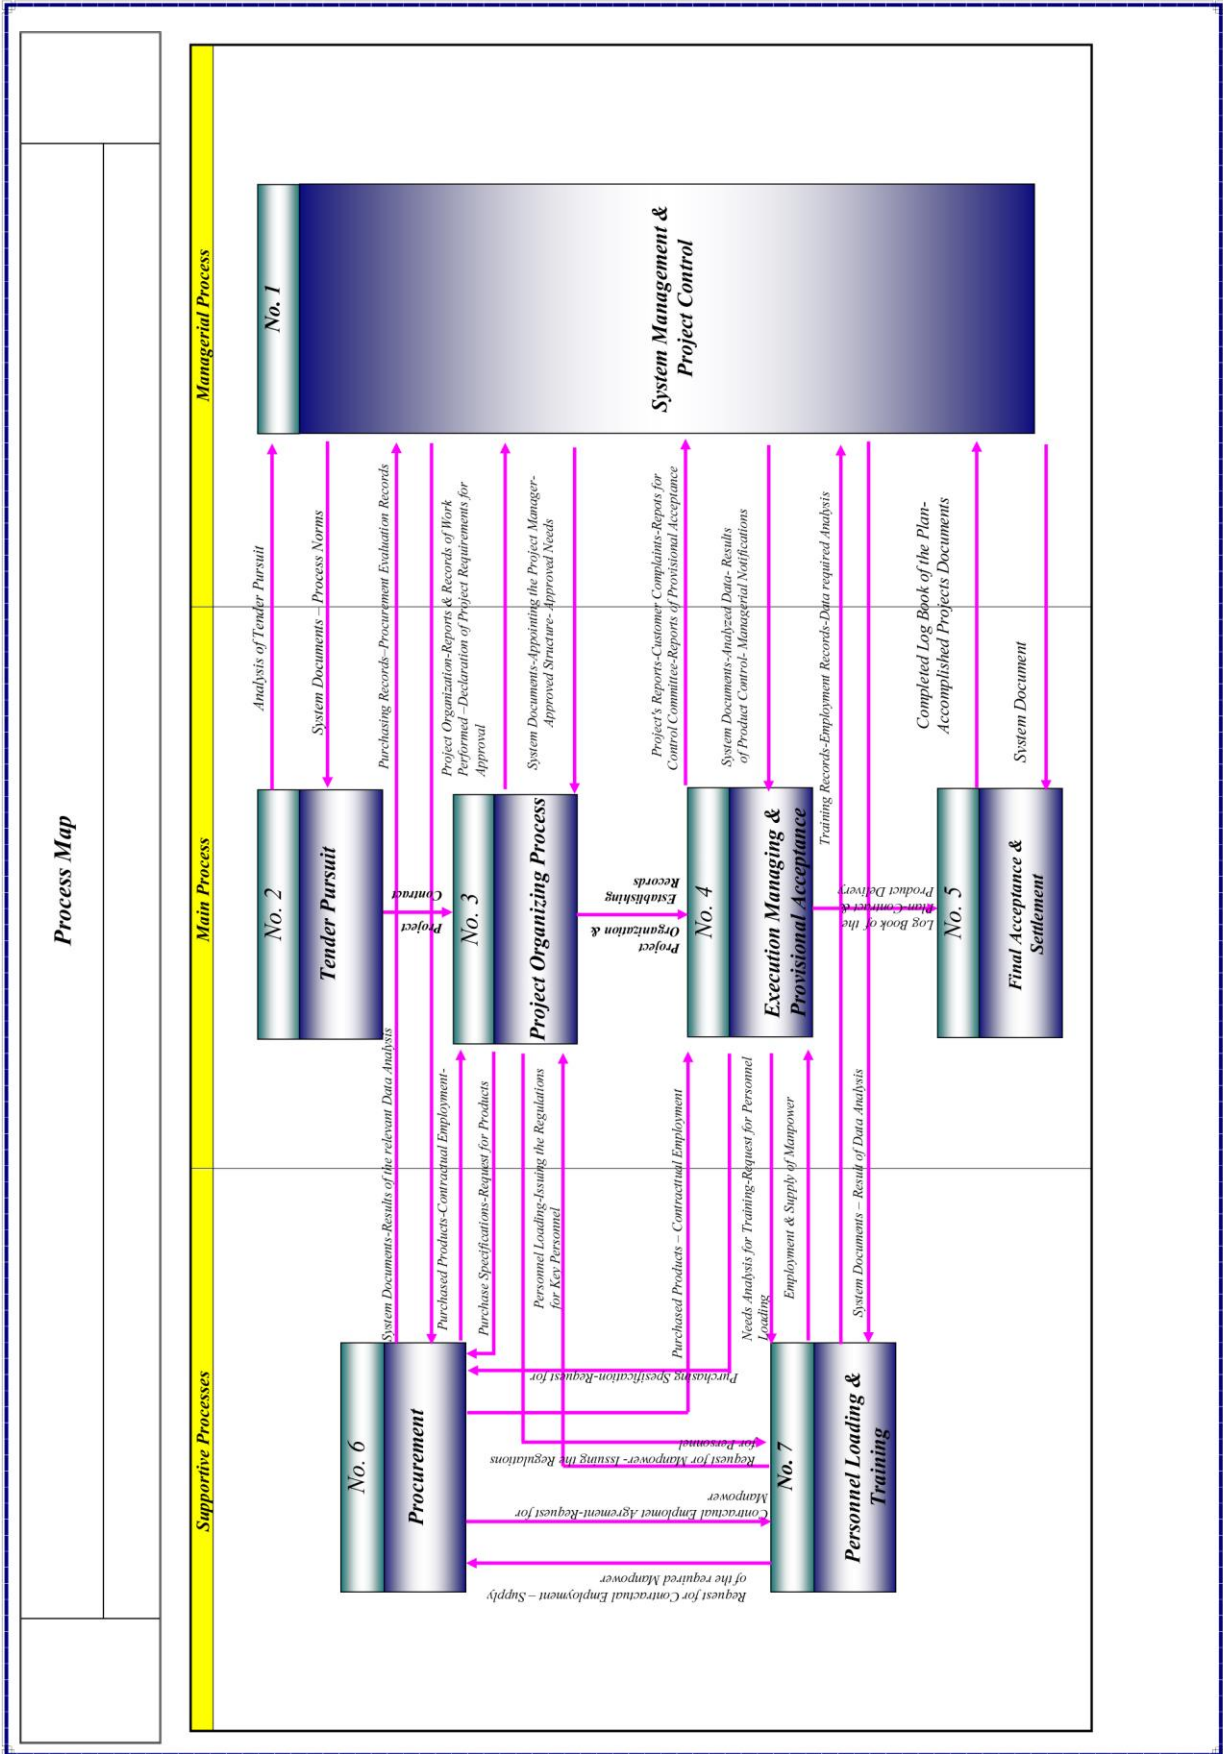 Process Map
Managerial Process
Main Process
Supportive Processes
No. 1
System Management &
Project Control
Analysis of Tender Pursuit
System Documents – Process Norms
Purchasing Records–Procurement Evaluation Records
Project Organization-Reports & Records of Work
Performed –Declaration of Project Requirements for
Approval
System Documents-Appointing the Project Manager-
Approved Structure- Approved Needs
Project's Reports-Customer Complaints-Repots for
Control Committee-Reports of Provisional Acceptance
System Documents-Analyzed Data- Results
of Product Control- Managerial Notifications
Training Records-Employment Records-Data required Analysis
Completed Log Book of the Plan-
Accomplished Projects Documents
System Document
No. 2
Tender Pursuit
Project
Contract
No. 3
Project Organizing Process
Project
Organization &
Establishing
Records
No. 4
Execution Managing &
Provisional Acceptance
Log Book of the
Plan-Contract &
Product Delivery
No. 5
Final Acceptance &
Settlement
System Documents-Results of the relevant Data Analysis
Purchased Products-Contractual Employment-
Purchase Specifications-Request for Products
Personnel Loading-Issuing the Regulations
for Key Personnel
Purchased Products – Contracttual Employment
Needs Analysis for Training-Request for Personnel
Loading
Employment & Supply of Manpower
System Documents – Result of Data Analysis
No. 6
Procurement
Purchasing Spesification-Request for
Request for Manpower- Issuing the Regulations
for Personnel
Contractual Emplomet Agrement-Request for
Manpower
Request for Contractual Employment – Supply
of the required Manpower
No. 7
Personnel Loading &
Training